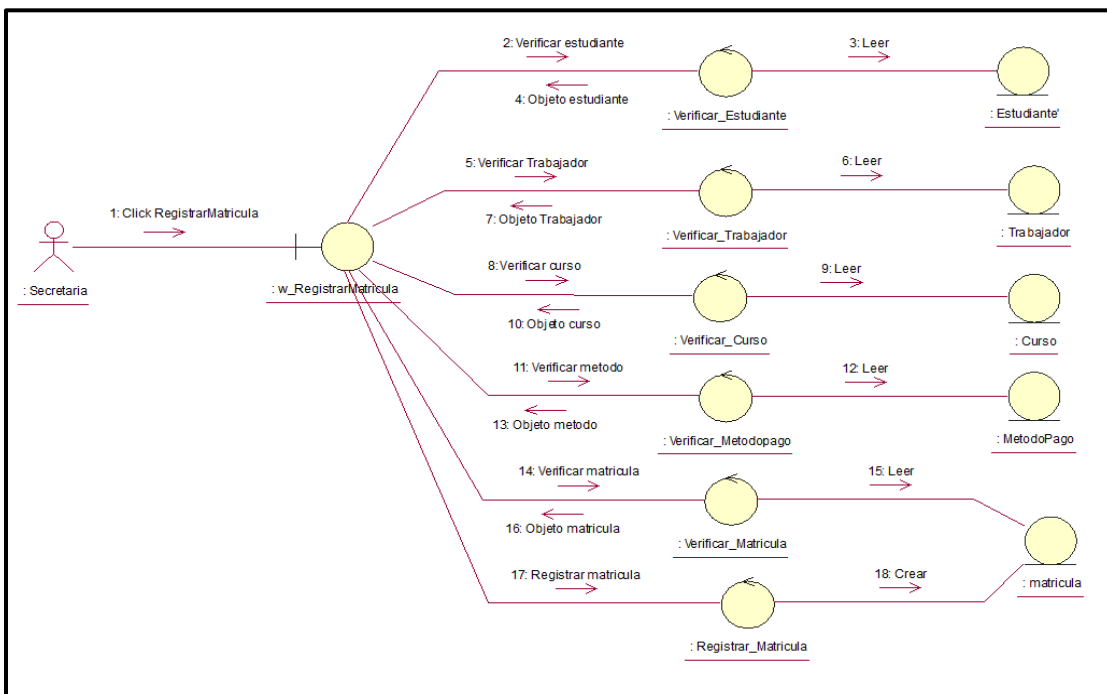 2: Verificar estudiante
3: Leer
4: Objeto estudiante
: Verificar_Estudiante
: Estudiante'
5: Verificar Trabajador
6: Leer
7: Objeto Trabajador
: Verificar_Trabajador
: Trabajador
1: Click RegistrarMatricula
: Secretaria
: w_RegistrarMatricula
8: Verificar curso
9: Leer
10: Objeto curso
: Verificar_Curso
: Curso
11: Verificar metodo
12: Leer
13: Objeto metodo
: Verificar_Metodopago
: MetodoPago
14: Verificar matricula
15: Leer
16: Objeto matricula
: Verificar_Matricula
: matricula
17: Registrar matricula
18: Crear
: Registrar_Matricula